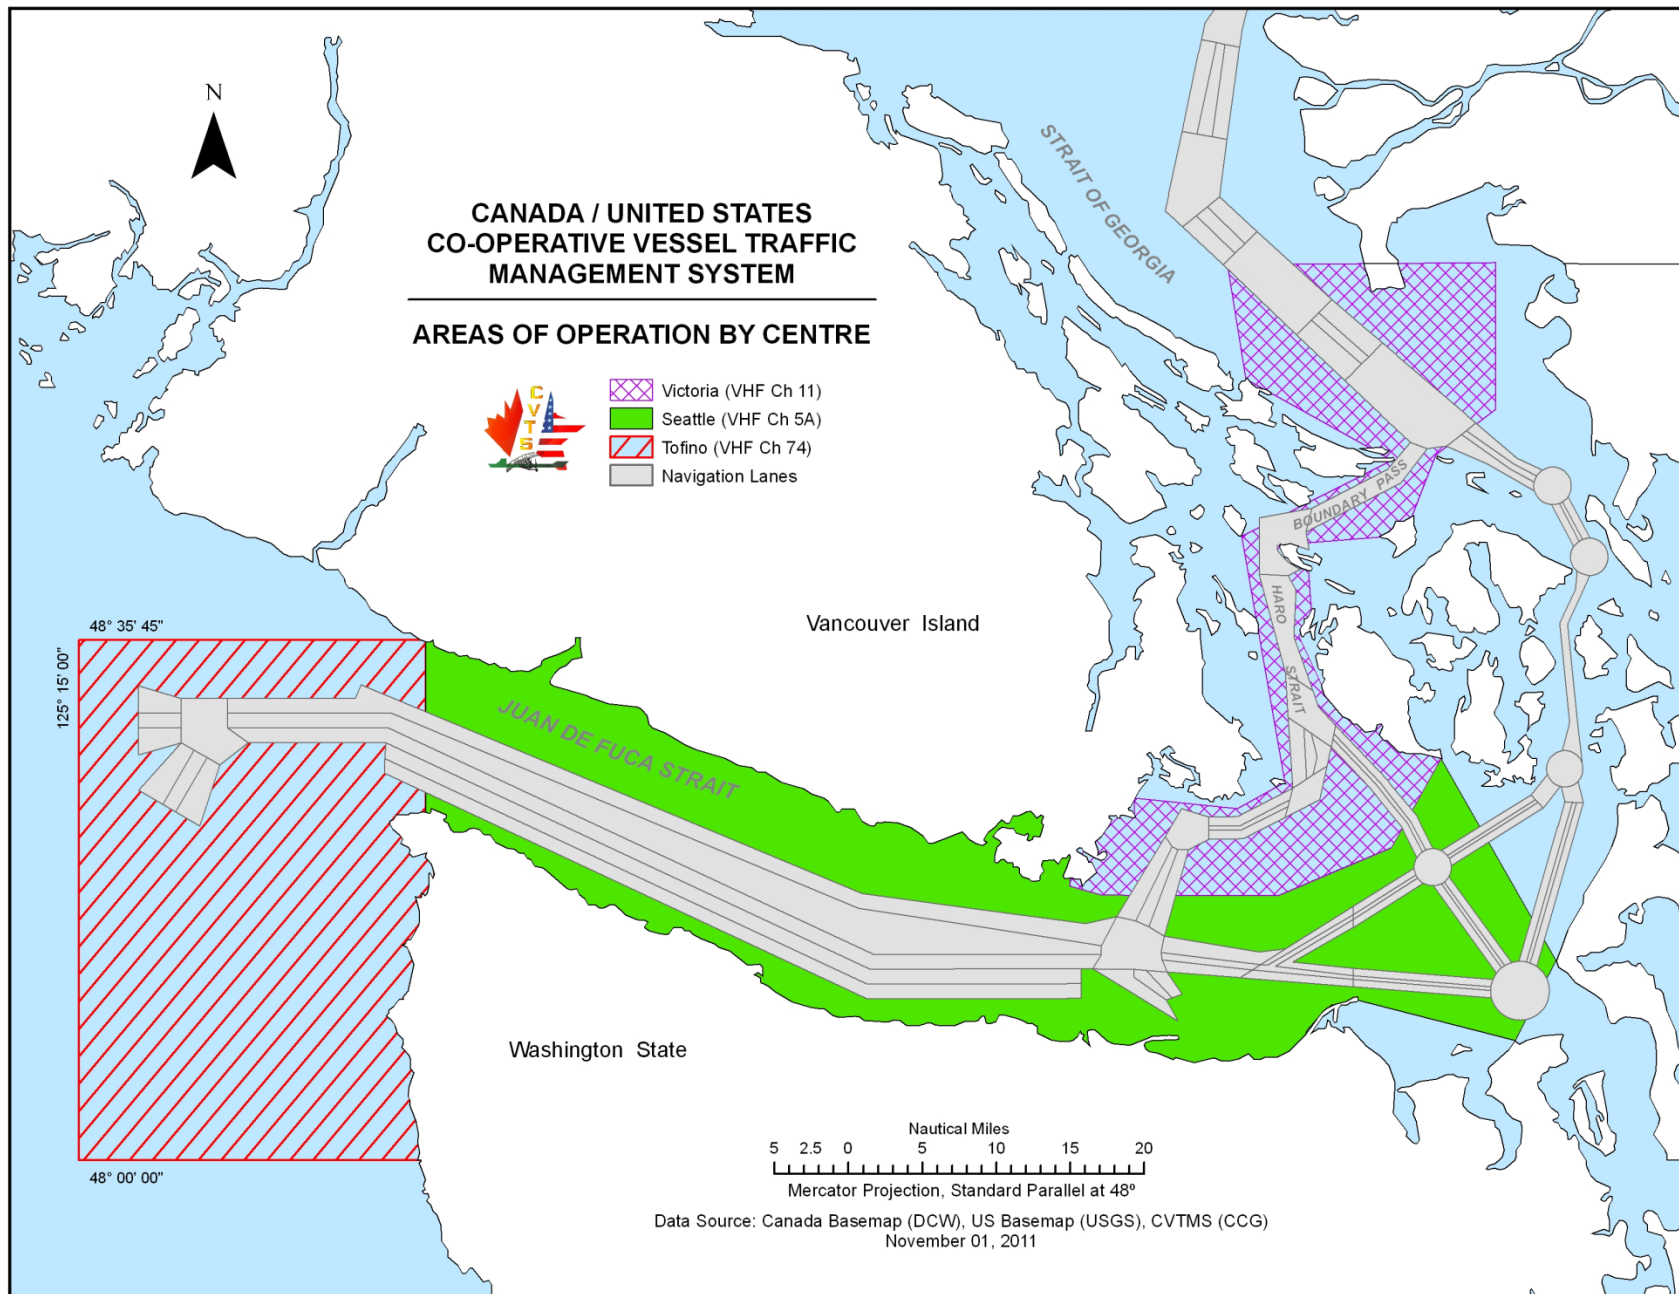 N
STRAIT OF GEORGIA
CANADA / UNITED STATES
CO-OPERATIVE VESSEL TRAFFIC
MANAGEMENT SYSTEM
AREAS OF OPERATION BY CENTRE
CVTS
Victoria (VHF Ch 11)
Seattle (VHF Ch 5A)
Tofino (VHF Ch 74)
Navigation Lanes
BOUNDARY PASS
HARO
STRAIT
Vancouver Island
48° 35' 45"
125° 15' 00"
JUAN DE FUCA STRAIT
Washington State
48° 00' 00"
Nautical Miles
5 2.5 0 5 10 15 20
Mercator Projection, Standard Parallel at 48º
Data Source: Canada Basemap (DCW), US Basemap (USGS), CVTMS (CCG)
November 01, 2011